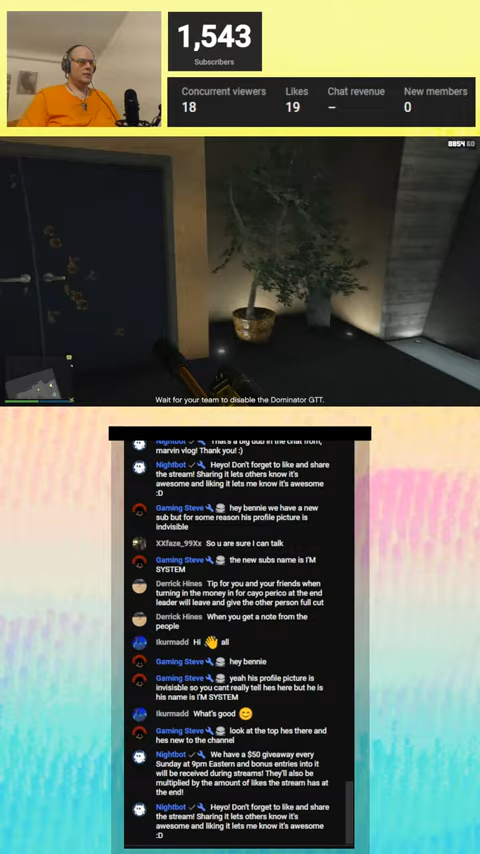 1,543
Subscribers
Concurrent viewers Likes Chat revenue New members
18 19 – 0
Wait for your team to disable the Dominator GTT.
Nightbot That's a big dub in the chat from,
marvin vlog! Thank you! :)
Nightbot Heyo! Don't forget to like and share
the stream! Sharing it lets others know it's
awesome and liking it lets me know it's awesome
:D
Gaming Steve hey bennie we have a new
sub but for some reason his profile picture is
indvisible
XXfaze_99Xx So u are sure I can talk
Gaming Steve the new subs name is I'M
SYSTEM
Derrick Hines Tip for you and your friends when
turning in the money in for cayo perico at the end
leader will leave and give the other person full cut
Derrick Hines When you get a note from the
people
Ikurmadd Hi 👋 all
Gaming Steve hey bennie
Gaming Steve yeah his profile picture is
invisible so you cant really tell hes here but he is
his name is I'M SYSTEM
Ikurmadd What's good 😊
Gaming Steve look at the top hes there and
hes new to the channel
Nightbot We have a $50 giveaway every
Sunday at 9pm Eastern and bonus entries into it
will be received during streams! They'll also be
multiplied by the amount of likes the stream has at
the end!
Nightbot Heyo! Don't forget to like and share
the stream! Sharing it lets others know it's
awesome and liking it lets me know it's awesome
:D